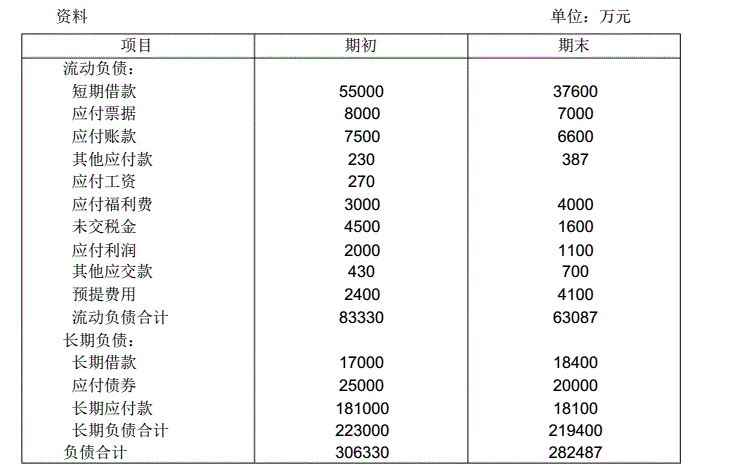 资料 单位：万元
项目 期初 期末
流动负债：
短期借款 55000 37600
应付票据 8000 7000
应付账款 7500 6600
其他应付款 230 387
应付工资 270
应付福利费 3000 4000
未交税金 4500 1600
应付利润 2000 1100
其他应交款 430 700
预提费用 2400 4100
流动负债合计 83330 63087
长期负债：
长期借款 17000 18400
应付债券 25000 20000
长期应付款 181000 18100
长期负债合计 223000 219400
负债合计 306330 282487